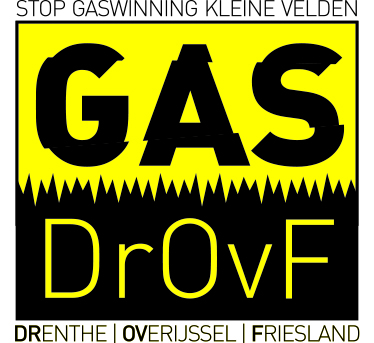 STOP GASWINNING KLEINE VELDEN
GAS
DrOvF
DRENTHE | OVERIJSSEL | FRIESLAND